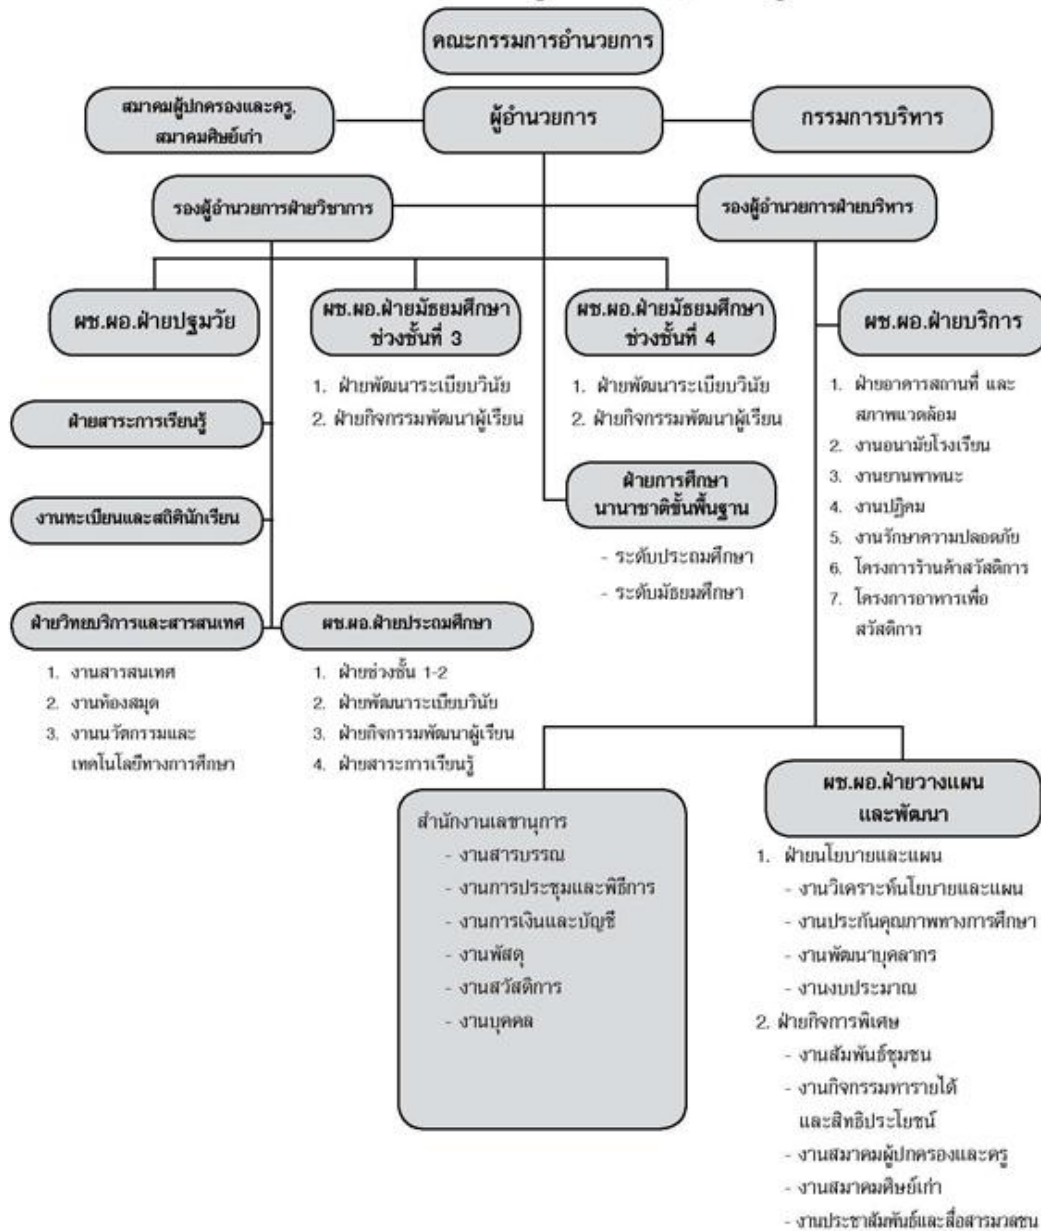 คณะกรรมการอำนวยการ
สมาคมผู้ปกครองและครู,
สมาคมศิษย์เก่า
ผู้อำนวยการ
กรรมการบริหาร
รองผู้อำนวยการฝ่ายวิชาการ
รองผู้อำนวยการฝ่ายบริหาร
ผช.ผอ.ฝ่ายปฐมวัย
ผช.ผอ.ฝ่ายมัธยมศึกษา
ช่วงชั้นที่ 3
1. ฝ่ายพัฒนาระเบียบวินัย
2. ฝ่ายกิจกรรมพัฒนาผู้เรียน
ผช.ผอ.ฝ่ายมัธยมศึกษา
ช่วงชั้นที่ 4
1. ฝ่ายพัฒนาระเบียบวินัย
2. ฝ่ายกิจกรรมพัฒนาผู้เรียน
ผช.ผอ.ฝ่ายบริการ
1. ฝ่ายอาคารสถานที่ และ
สภาพแวดล้อม
2. งานอนามัยโรงเรียน
3. งานยานพาหนะ
4. งานปฏิคม
5. งานรักษาความปลอดภัย
6. โครงการร้านค้าสวัสดิการ
7. โครงการอาหารเพื่อ
สวัสดิการ
ฝ่ายสาระการเรียนรู้
งานทะเบียนและสถิตินักเรียน
ฝ่ายการศึกษา
นานาชาติขั้นพื้นฐาน
- ระดับประถมศึกษา
- ระดับมัธยมศึกษา
ฝ่ายวิทยบริการและสารสนเทศ
1. งานสารสนเทศ
2. งานห้องสมุด
3. งานนวัตกรรมและ
เทคโนโลยีทางการศึกษา
ผช.ผอ.ฝ่ายประถมศึกษา
1. ฝ่ายช่วงชั้น 1-2
2. ฝ่ายพัฒนาระเบียบวินัย
3. ฝ่ายกิจกรรมพัฒนาผู้เรียน
4. ฝ่ายสาระการเรียนรู้
สำนักงานเลขานุการ
- งานสารบรรณ
- งานการประชุมและพิธีการ
- งานการเงินและบัญชี
- งานพัสดุ
- งานสวัสดิการ
- งานบุคคล
ผช.ผอ.ฝ่ายวางแผน
และพัฒนา
1. ฝ่ายนโยบายและแผน
- งานวิเคราะห์นโยบายและแผน
- งานประกันคุณภาพทางการศึกษา
- งานพัฒนาบุคลากร
- งานงบประมาณ
2. ฝ่ายกิจการพิเศษ
- งานสัมพันธ์ชุมชน
- งานกิจกรรมหารายได้
และสิทธิประโยชน์
- งานสมาคมผู้ปกครองและครู
- งานสมาคมศิษย์เก่า
- งานประชาสัมพันธ์และสื่อสารมวลชน